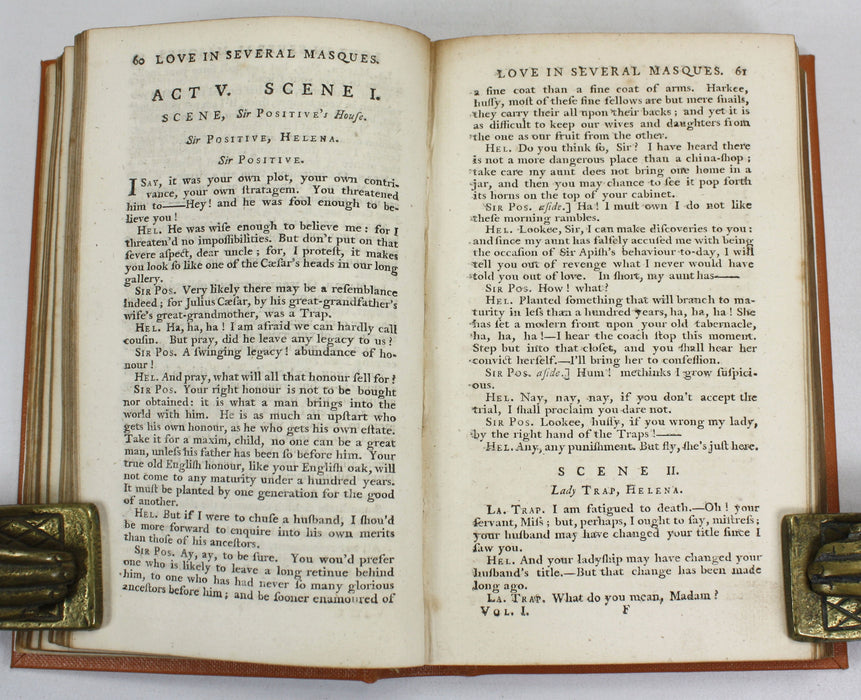 60 LOVE IN SEVERAL MASQUES.
ACT V. SCENE I.
SCENE, Sir POSITIVE's Houſe.
Sir POSITIVE, HELENA.
Sir POSITIVE.
I SAY, it was your own plot, your own contri-
vance, your own ſtratagem. You threatened
him to——Hey! and he was fool enough to be-
lieve you!
HEL. He was wiſe enough to believe me: for I
threaten'd no impoſſibilities. But don't put on that
ſevere aſpect, dear uncle; for, I proteſt, it makes
you look ſo like one of the Cæſar's heads in our long
gallery.
SIR POS. Very likely there may be a reſemblance
indeed; for Julius Cæſar, by his great-grandfather's
wife's great-grandmother, was a Trap.
HEL. Ha, ha, ha! I am afraid we can hardly call
couſin. But pray, did he leave any legacy to us?
SIR POS. A ſwinging legacy! abundance of ho-
nour!
HEL. And pray, what will all that honour ſell for?
SIR POS. Your right honour is not to be bought
nor obtained: it is what a man brings into the
world with him. He is as much an upſtart who
gets his own honour, as he who gets his own eſtate.
Take it for a maxim, child, no one can be a great
man, unleſs his father has been ſo before him. Your
true old Engliſh honour, like your Engliſh oak, will
not come to any maturity under a hundred years.
It muſt be planted by one generation for the good
of another.
HEL. But if I were to chuſe a huſband, I ſhou'd
be more forward to enquire into his own merits
than thoſe of his anceſtors.
SIR POS. Ay, ay, to be ſure. You wou'd prefer
one who is likely to leave a long retinue behind
him, to one who has had never ſo many glorious
anceſtors before him; and be ſooner enamoured of
LOVE IN SEVERAL MASQUES. 61
a fine coat than a fine coat of arms. Harkee,
huſſy, moſt of theſe fine fellows are but mere ſnails,
they carry their all upon their backs; and yet it is
as difficult to keep our wives and daughters from
the one as our fruit from the other.
HEL. Do you think ſo, Sir? I have heard there
is not a more dangerous place than a china-ſhop;
take care my aunt does not bring one home in a
jar, and then you may chance to ſee it pop forth
its horns on the top of your cabinet.
SIR POS. aſide.] Ha! I muſt own I do not like
theſe morning rambles.
HEL. Lookee, Sir, I can make diſcoveries to you:
and ſince my aunt has falſely accuſed me with being
the occaſion of Sir Apiſh's behaviour to-day, I will
tell you out of revenge what I never would have
told you out of love. In ſhort, my aunt has——
SIR POS. How! what?
HEL. Planted ſomething that will branch to ma-
turity in leſs than a hundred years, ha, ha, ha! She
has ſet a modern front upon your old tabernacle,
ha, ha, ha!—I hear the coach ſtop this moment.
Step but into that cloſet, and you ſhall hear her
convict herſelf.—I'll bring her to confeſſion.
SIR POS. aſide.] Hum! methinks I grow ſuſpici-
ous.
HEL. Nay, nay, nay, if you don't accept the
trial, I ſhall proclaim you dare not.
SIR POS. Lookee, huſſy, if you wrong my lady,
by the right hand of the Traps!——
HEL. Any, any puniſhment. But fly, ſhe's juſt here.
SCENE II.
Lady TRAP, HELENA.
LA. TRAP. I am fatigued to death.—Oh! your
ſervant, Miſs; but, perhaps, I ought to ſay, miſtreſs;
your huſband may have changed your title ſince I
ſaw you.
HEL. And your ladyſhip may have changed your
huſband's title.—But that change has been made
long ago.
LA. TRAP. What do you mean, Madam?
VOL. I. F